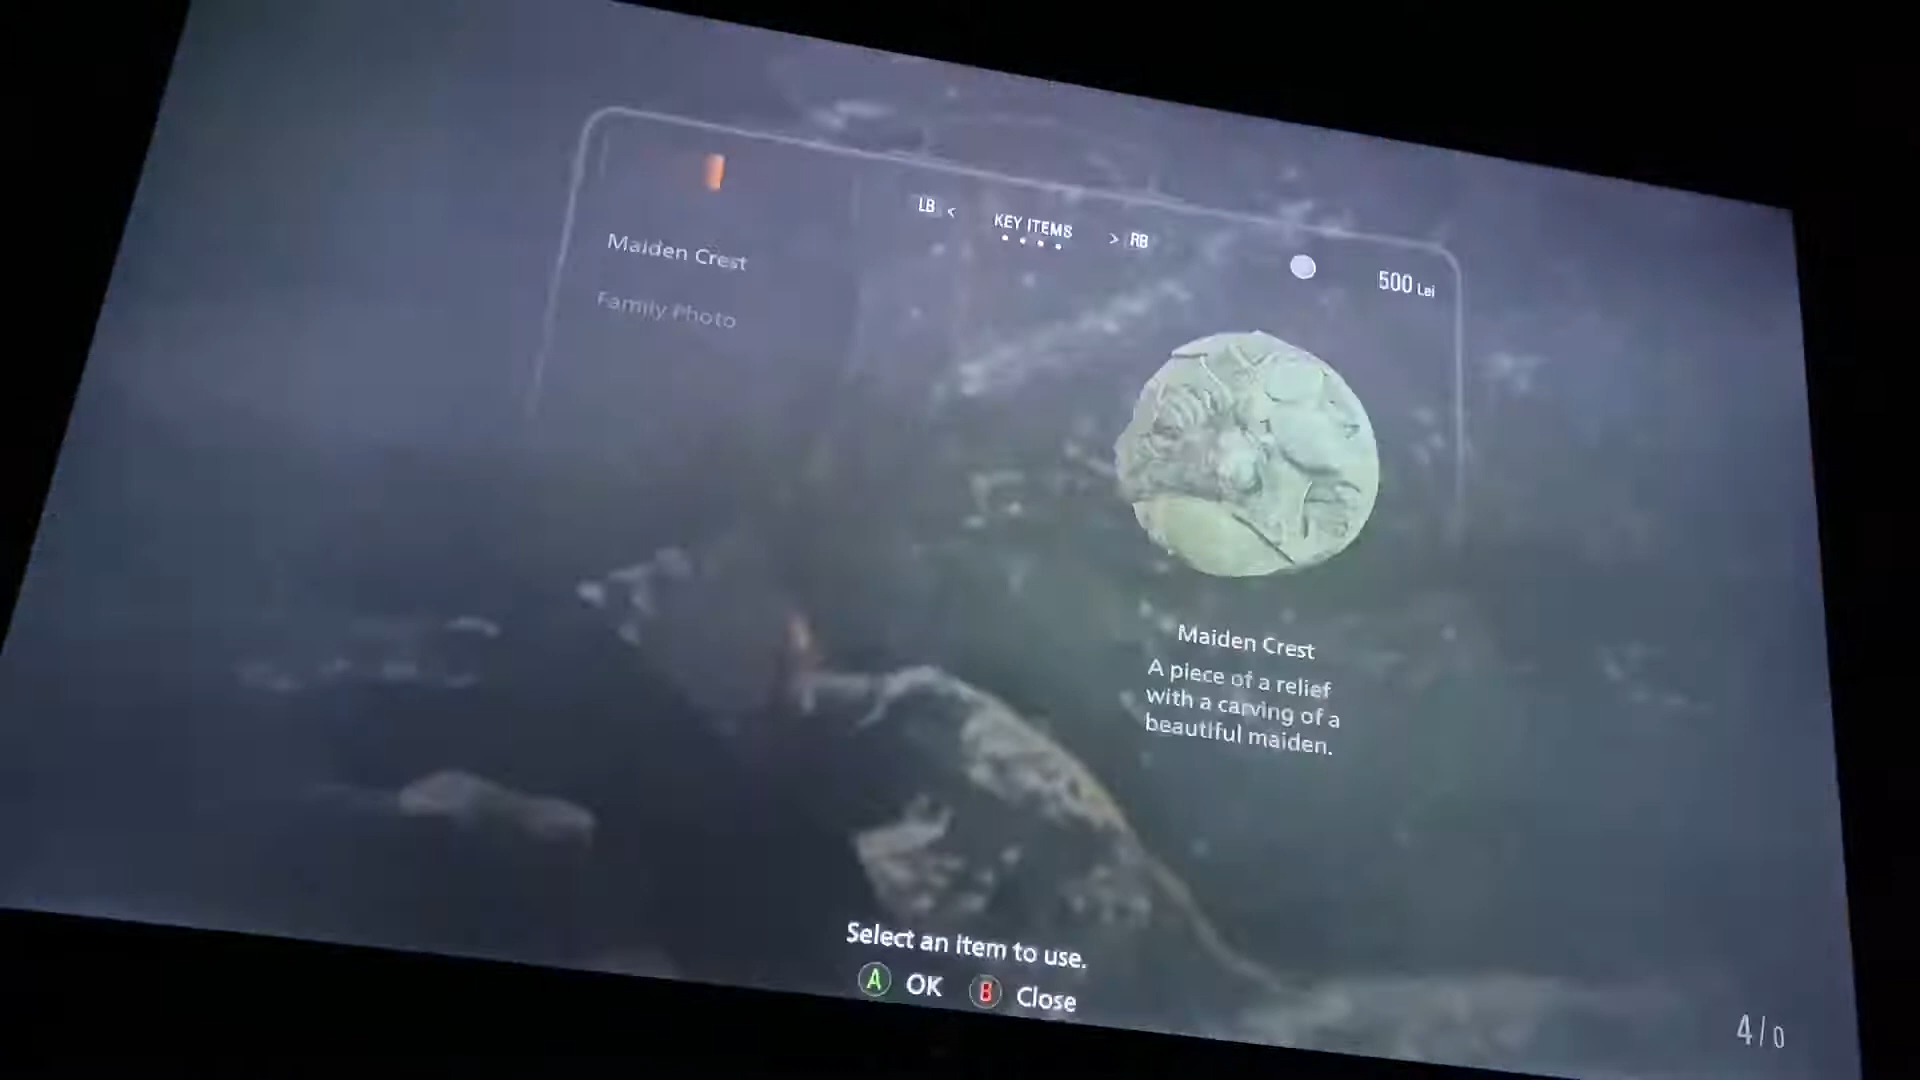 LB < KEY ITEMS > RB
500 Lei
Maiden Crest
Family Photo
Maiden Crest
A piece of a relief
with a carving of a
beautiful maiden.
Select an item to use.
A OK B Close
4/0